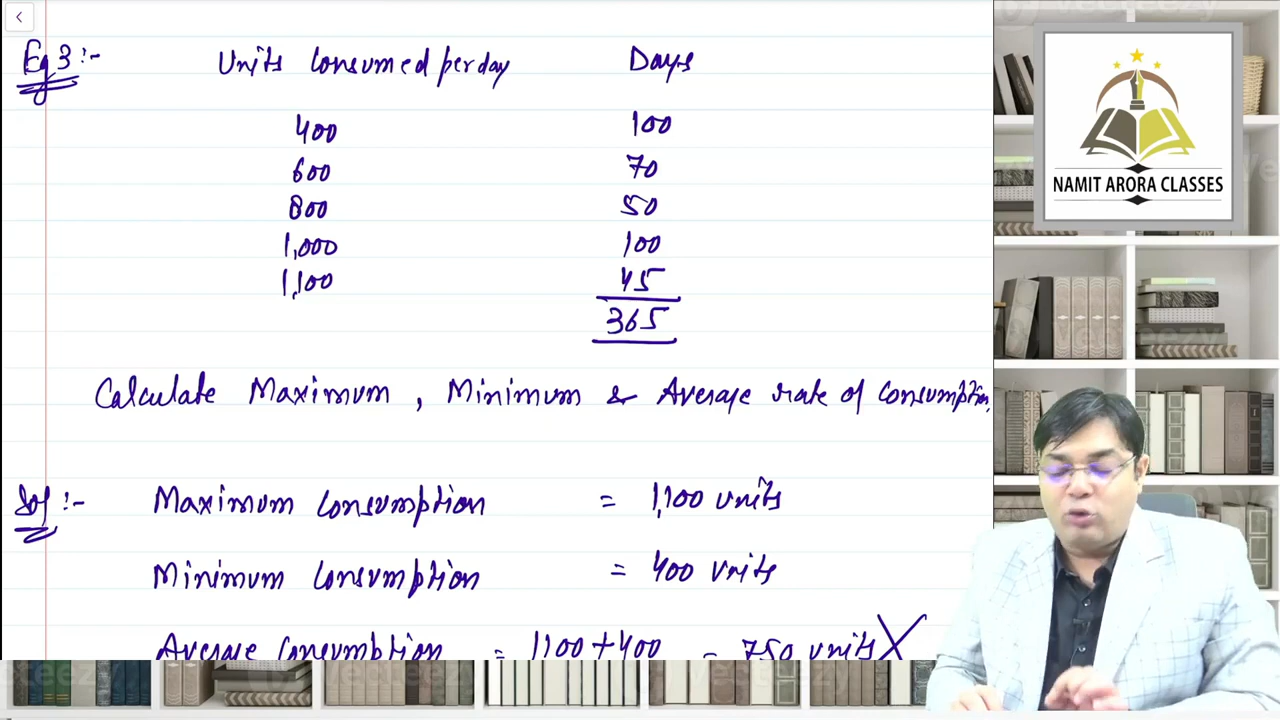 Eg 3 :- Units Consumed per day Days
400 100
600 70
800 50
1,000 100
1,100 45
365
Calculate Maximum, Minimum & Average rate of Consumption.
Sol :- Maximum Consumption = 1,100 units
Minimum Consumption = 400 units
Average Consumption = 1100 + 400 = 750 units X
NAMIT ARORA CLASSES